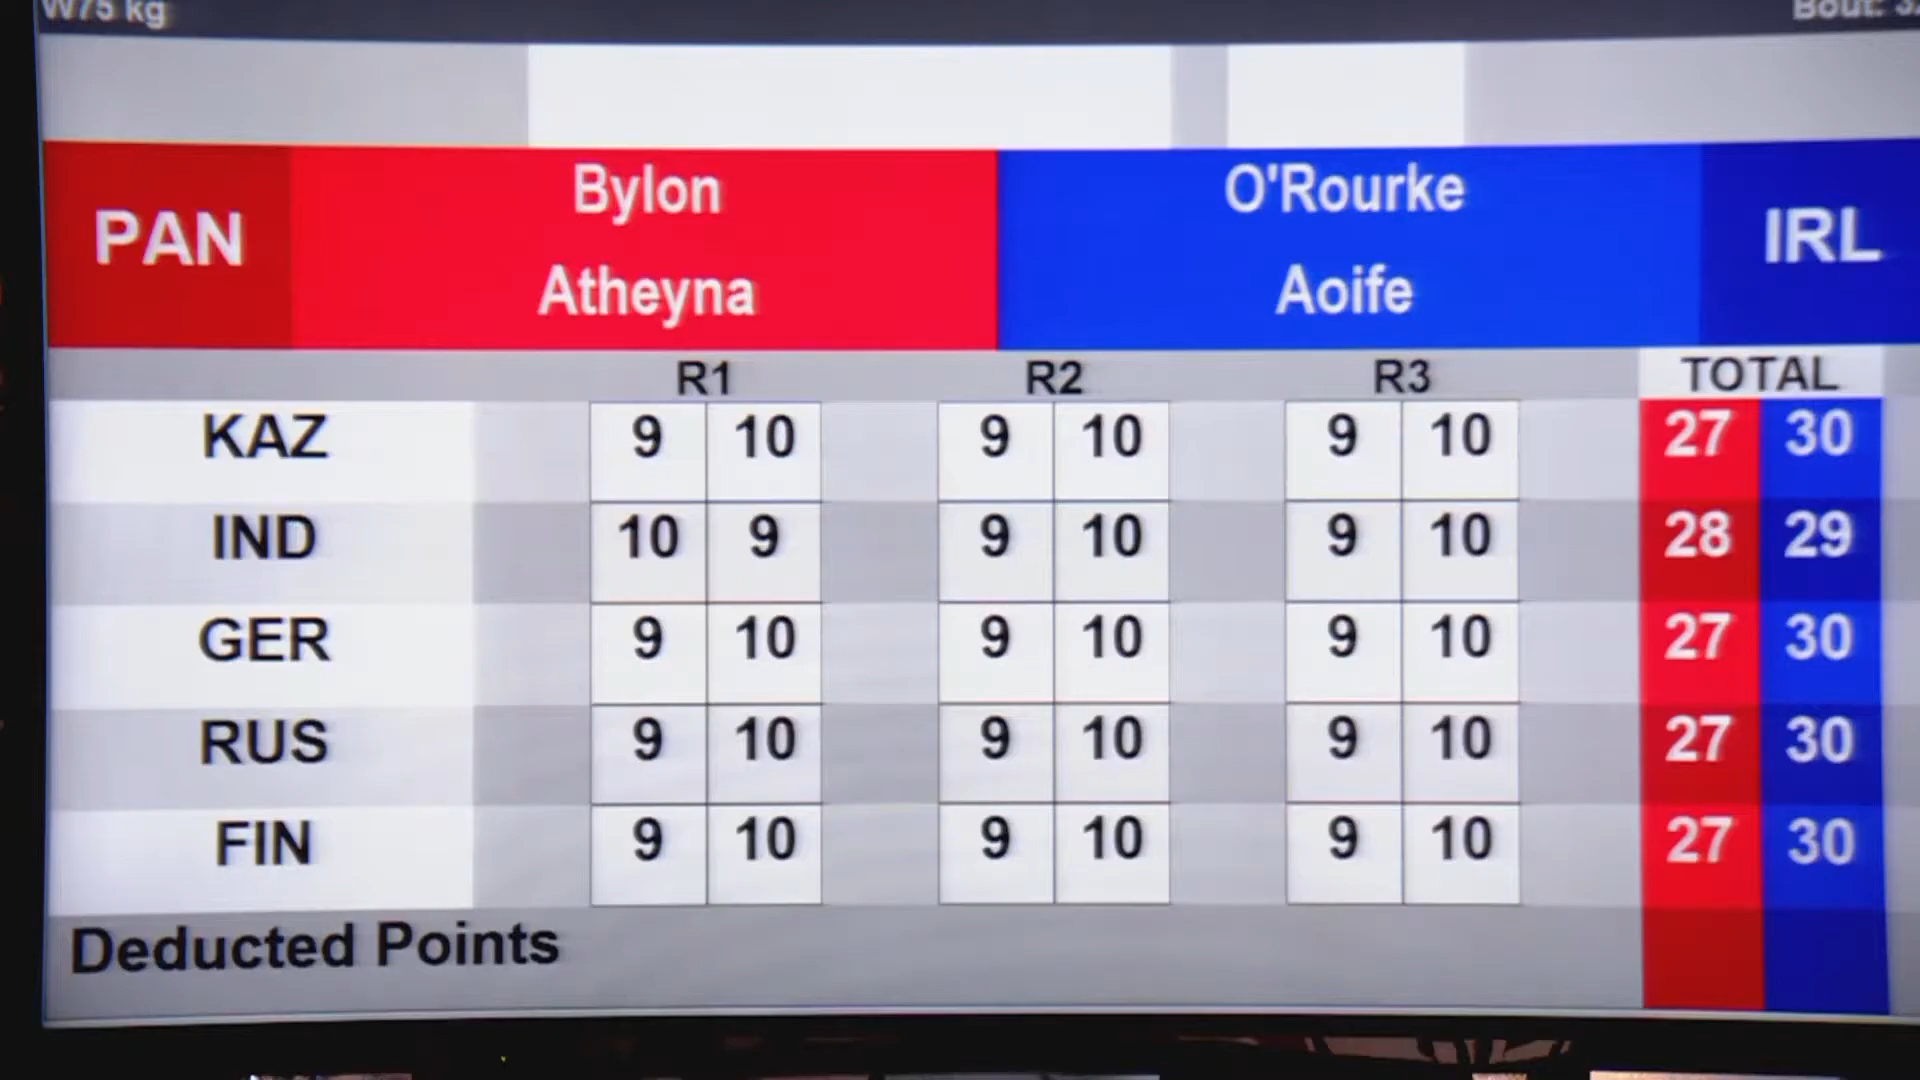 W75 kg
Bout:
PAN Bylon Atheyna O'Rourke Aoife IRL
R1 R2 R3 TOTAL
KAZ 9 10 9 10 9 10 27 30
IND 10 9 9 10 9 10 28 29
GER 9 10 9 10 9 10 27 30
RUS 9 10 9 10 9 10 27 30
FIN 9 10 9 10 9 10 27 30
Deducted Points